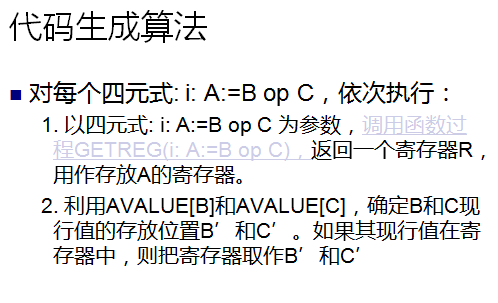 代码生成算法
对每个四元式: i: A:=B op C，依次执行：
1. 以四元式: i: A:=B op C 为参数，调用函数过
程GETREG(i: A:=B op C)，返回一个寄存器R，
用作存放A的寄存器。
2. 利用AVALUE[B]和AVALUE[C]，确定B和C现
行值的存放位置B’和C’。如果其现行值在寄
存器中，则把寄存器取作B’和C’